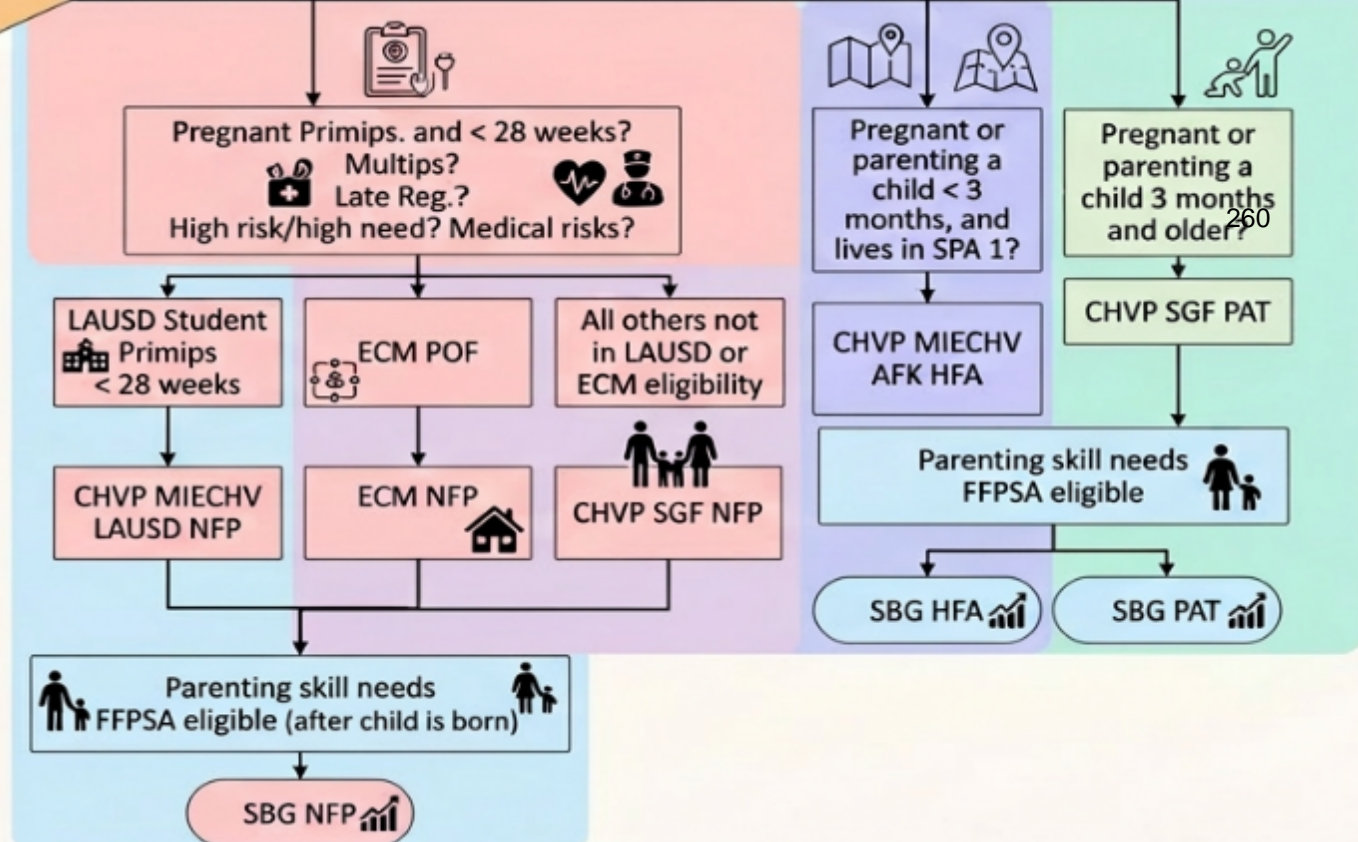 Pregnant Primips. and < 28 weeks?
Multips?
Late Reg.?
High risk/high need? Medical risks?
Pregnant or
parenting a
child < 3
months, and
lives in SPA 1?
Pregnant or
parenting a
child 3 months
and older?
260
LAUSD Student
Primips
< 28 weeks
ECM POF
All others not
in LAUSD or
ECM eligibility
CHVP MIECHV
AFK HFA
CHVP SGF PAT
CHVP MIECHV
LAUSD NFP
ECM NFP
CHVP SGF NFP
Parenting skill needs
FFPSA eligible
SBG HFA
SBG PAT
Parenting skill needs
FFPSA eligible (after child is born)
SBG NFP